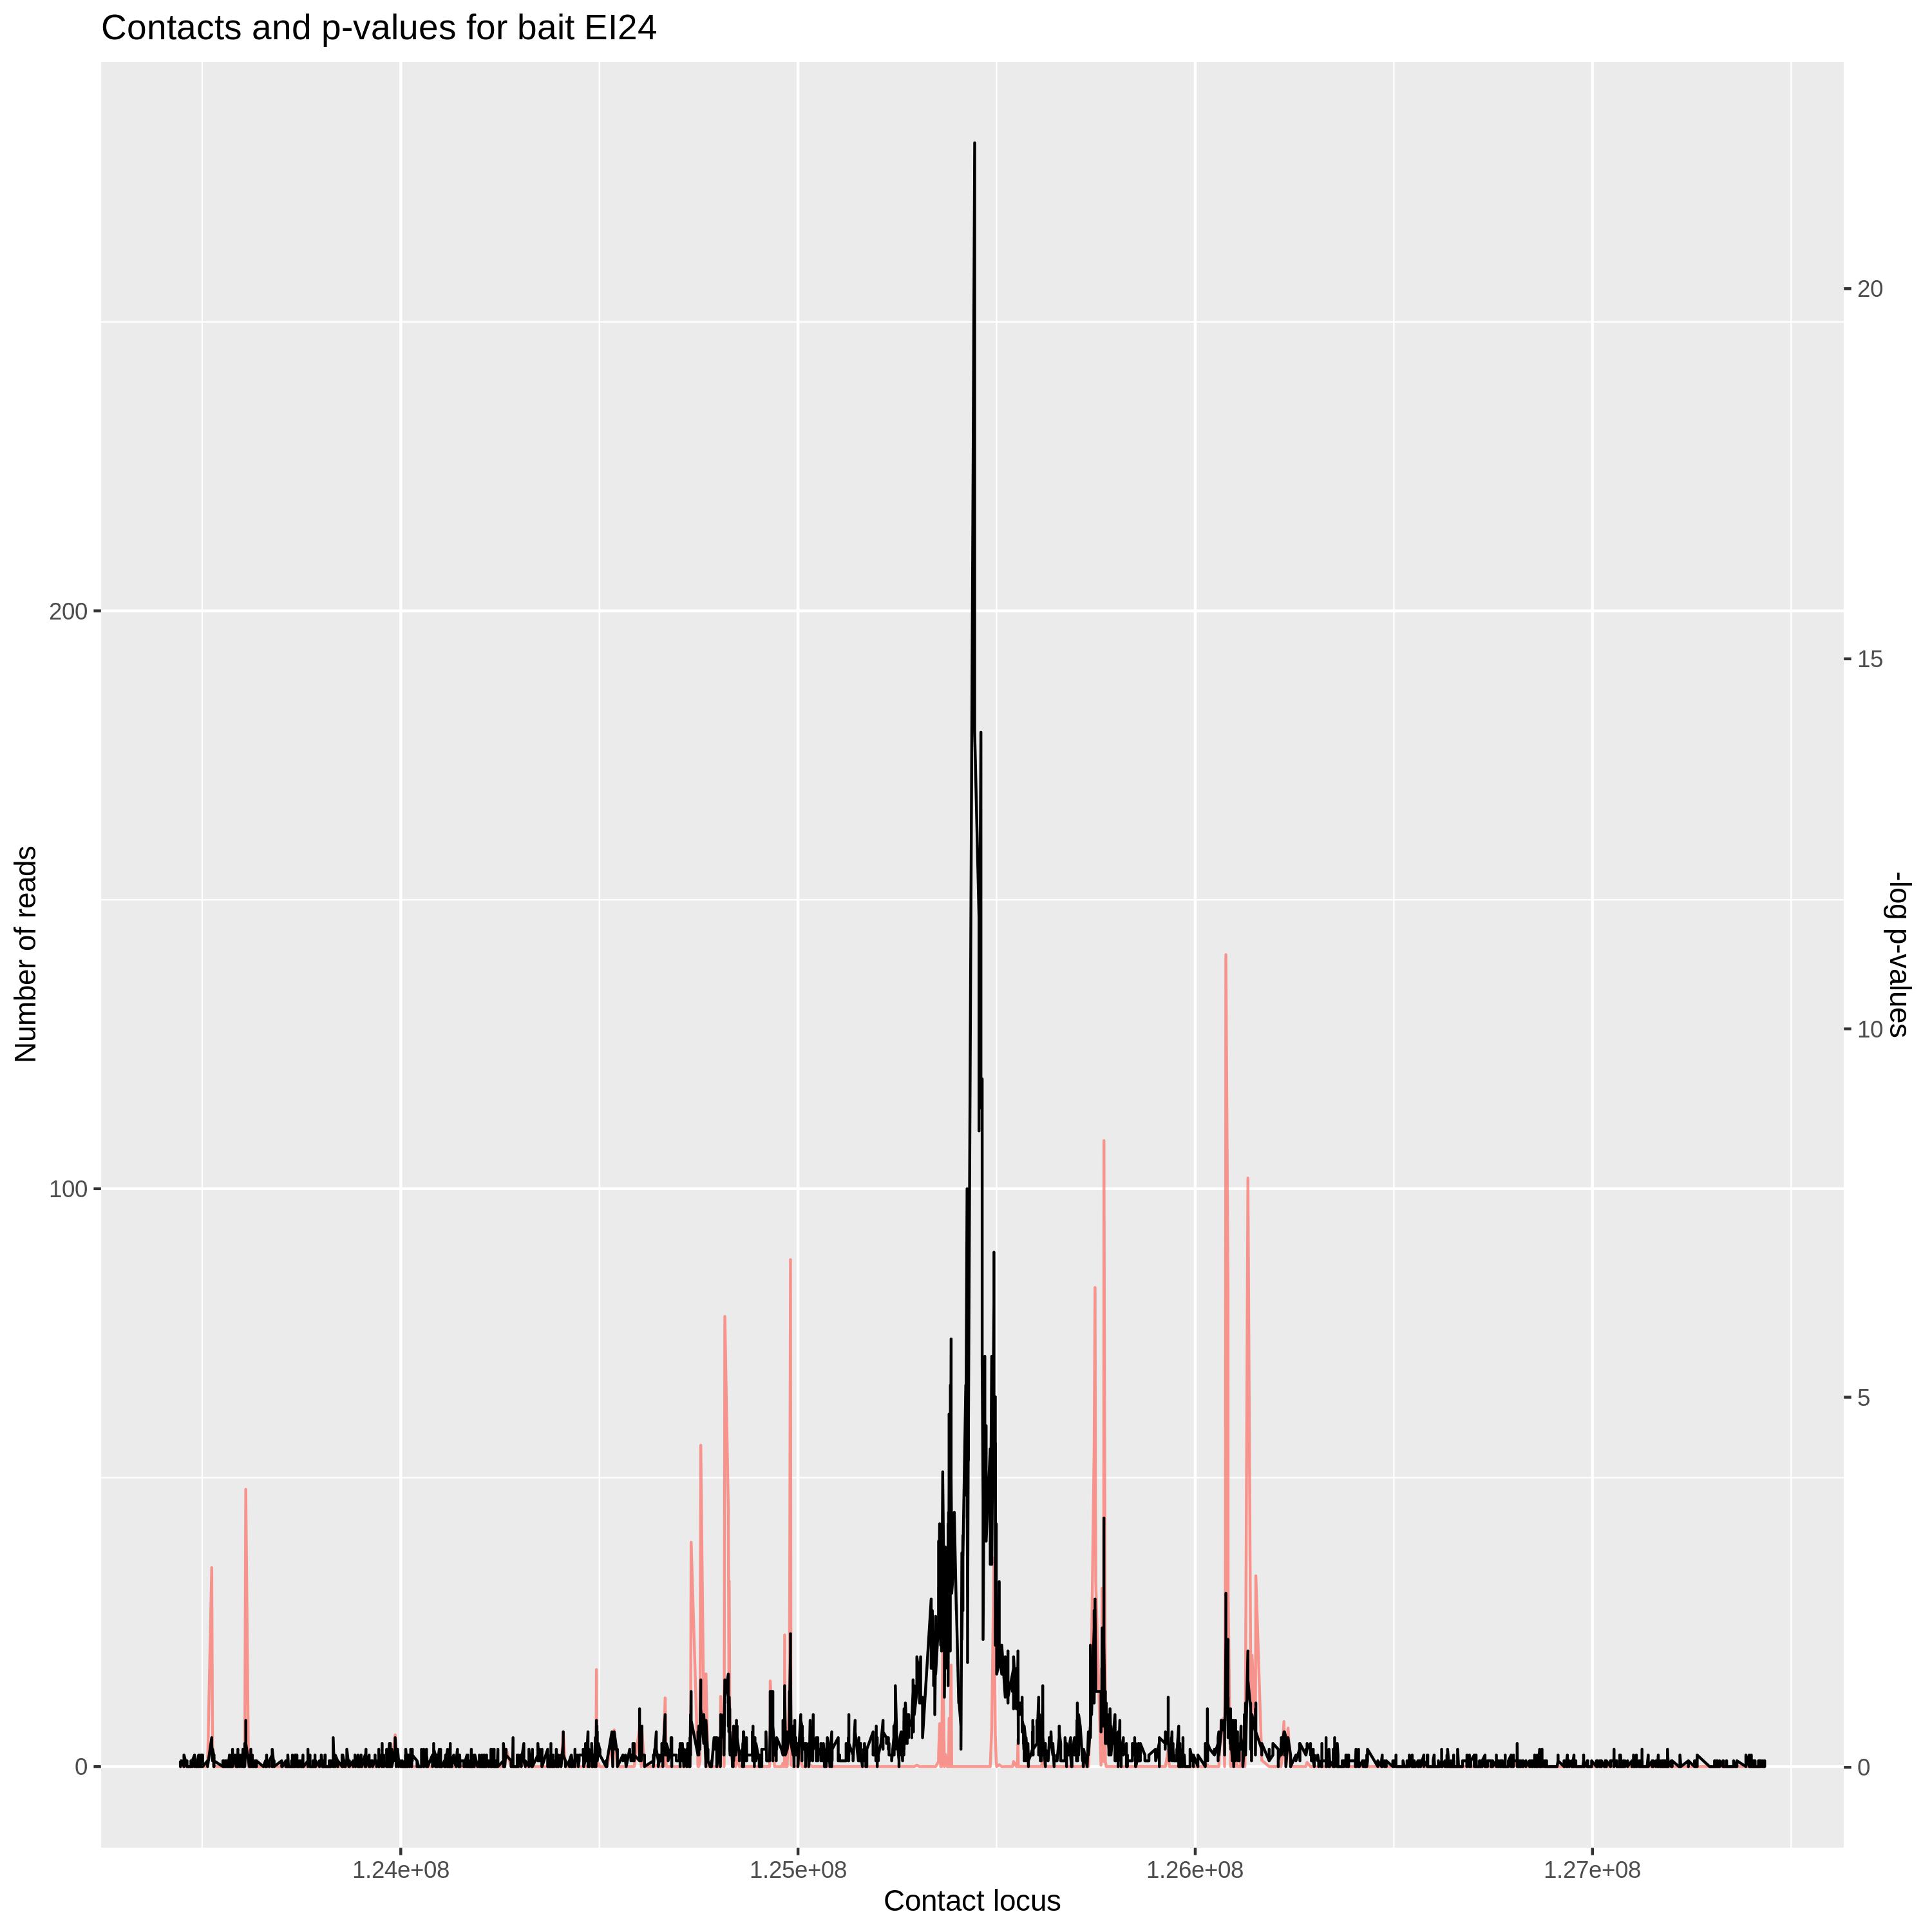 Contacts and p-values for bait EI24
Number of reads
200
100
0
20
15
10
5
0
-log p-values
1.24e+08 1.25e+08 1.26e+08 1.27e+08
Contact locus